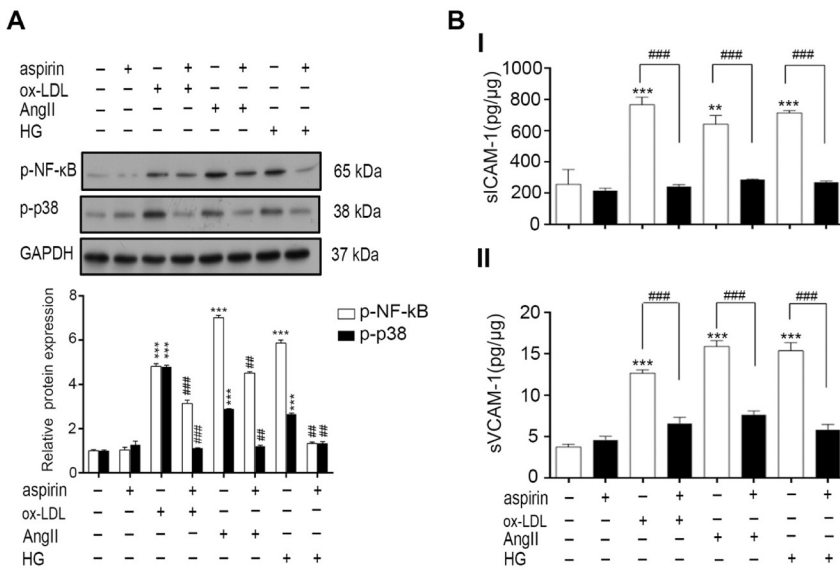 A
aspirin − + − + − + − +
ox-LDL − − + + − − − −
AngII − − − − + + − −
HG − − − − − − + +
p-NF-κB 65 kDa
p-p38 38 kDa
GAPDH 37 kDa
Relative protein expression
8
6
4
2
0
p-NF-kB
p-p38
*** *** ### ### *** *** ## ## *** *** ## ##
aspirin − + − + − + − +
ox-LDL − − + + − − − −
AngII − − − − + + − −
HG − − − − − − + +
B
I
sICAM-1(pg/μg)
1000
800
600
400
200
0
### ### ###
*** ** ***
II
sVCAM-1(pg/μg)
20
15
10
5
0
### ### ###
*** *** ***
aspirin − + − + − + − +
ox-LDL − − + + − − − −
AngII − − − − + + − −
HG − − − − − − + +